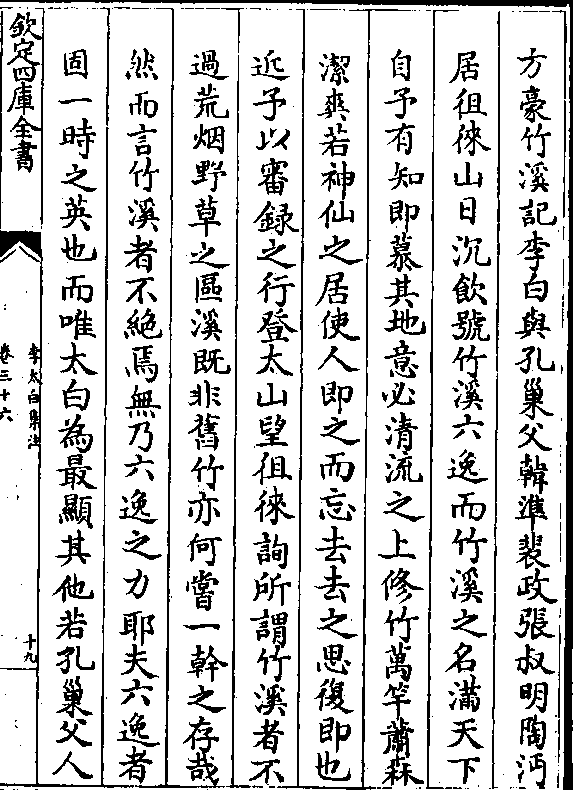 方豪竹溪記李白與孔巢父韓準裴政張叔明陶沔
居徂徠山日沉飲號竹溪六逸而竹溪之名滿天下
自予有知即慕其地意必清流之上修竹萬竿蕭森
潔爽若神仙之居使人即之而忘去去之思復即也
近予以審録之行登太山望徂徠詢所謂竹溪者不
過荒烟野草之區溪既非舊竹亦何嘗一幹之存哉
然而言竹溪者不絶焉無乃六逸之力耶夫六逸者
固一時之英也而唯太白為最顯其他若孔巢父人
欽定四庫全書
李太白集注
卷三十六
十九